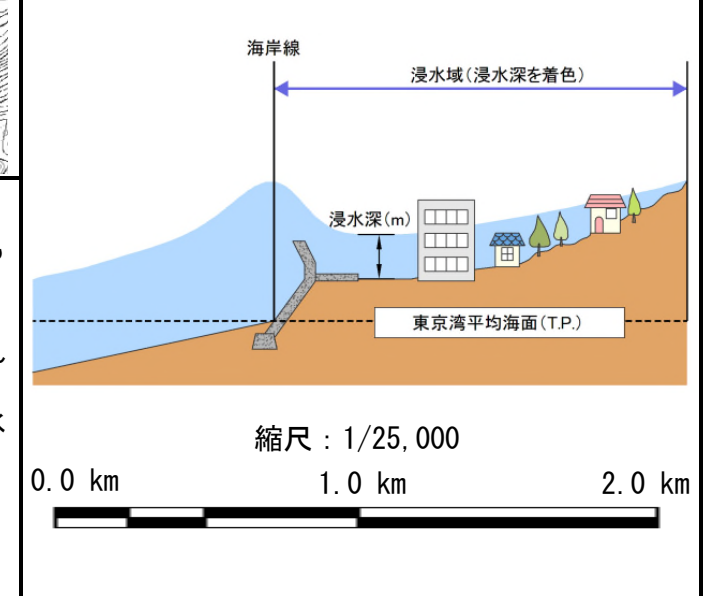 海岸線
浸水域(浸水深を着色)
浸水深(m)
東京湾平均海面(T.P.)
縮尺：1/25,000
0.0 km 1.0 km 2.0 km